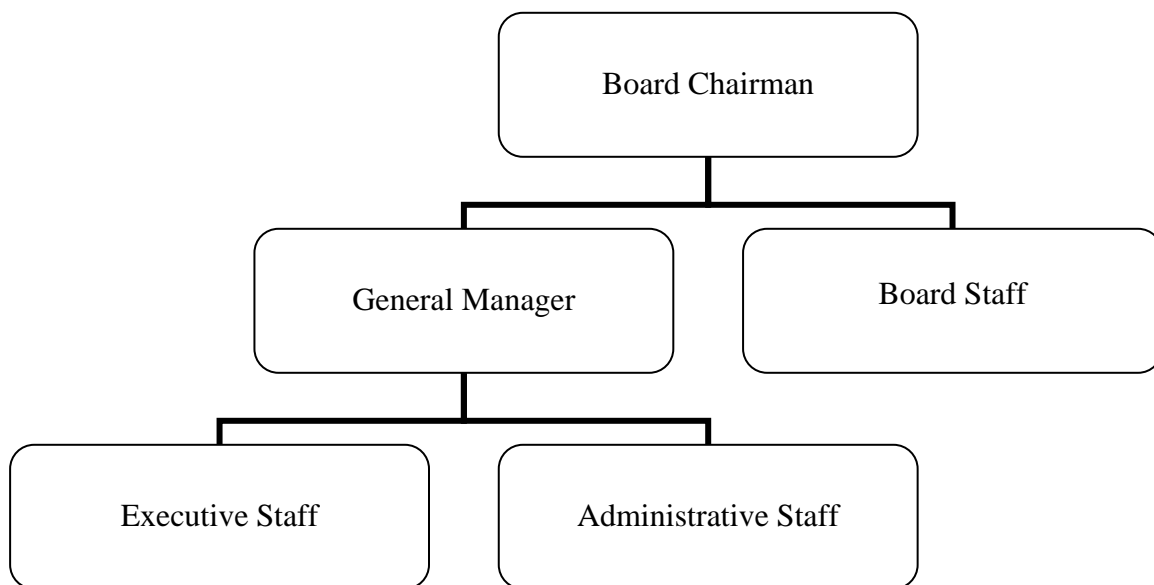 Board Chairman
General Manager
Board Staff
Executive Staff
Administrative Staff